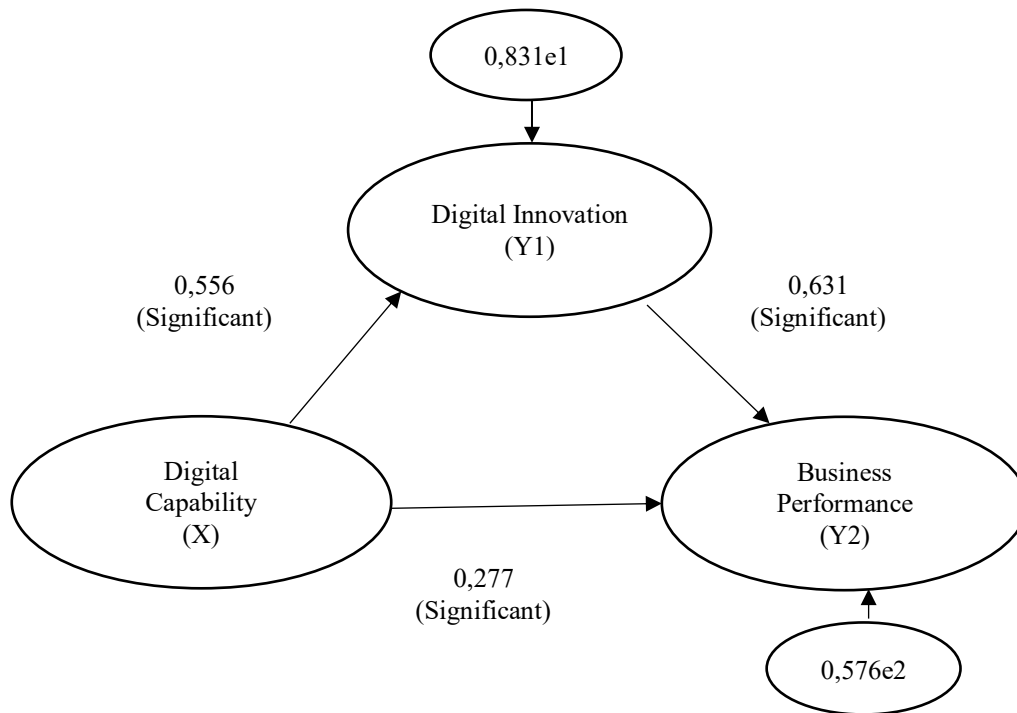 0,831e1
Digital Innovation
(Y1)
0,556
(Significant)
0,631
(Significant)
Digital
Capability
(X)
Business
Performance
(Y2)
0,277
(Significant)
0,576e2